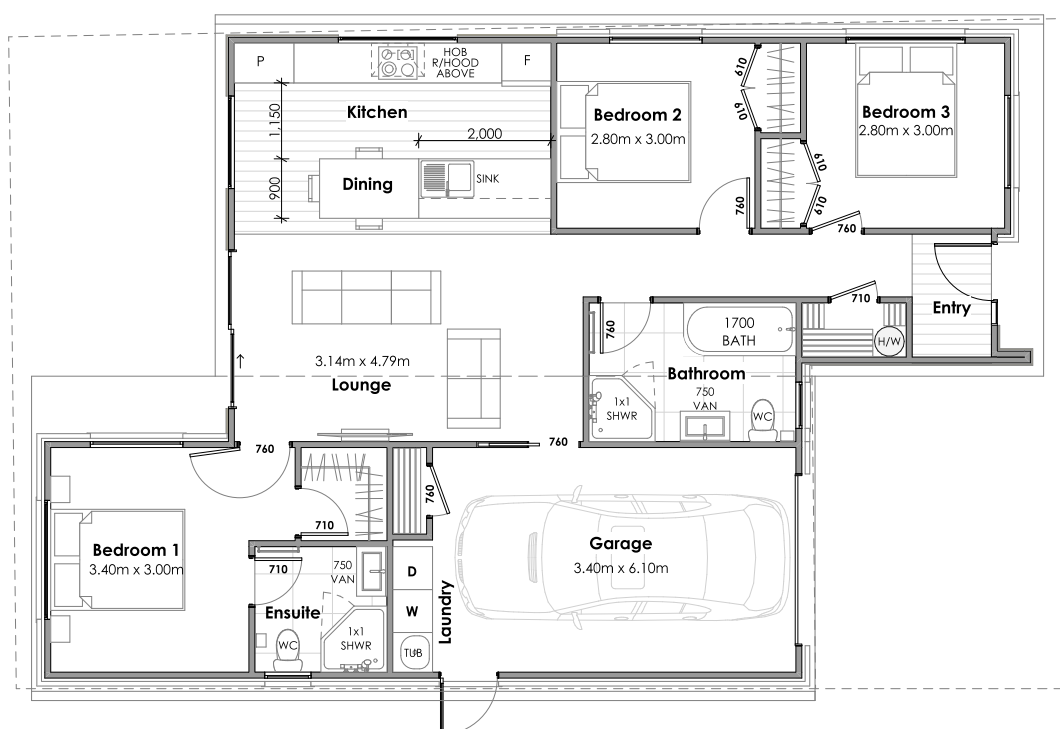 P
HOB
R/HOOD
ABOVE
F
Kitchen
1,150
2,000
900
Dining
SINK
Bedroom 2
2.80m x 3.00m
610
610
610
610
760
Bedroom 3
2.80m x 3.00m
760
710
Entry
H/W
3.14m x 4.79m
Lounge
760
1700
BATH
Bathroom
1x1
SHWR
750
VAN
WC
760
760
710
760
Bedroom 1
3.40m x 3.00m
710
750
VAN
Ensuite
WC
1x1
SHWR
D
W
TUB
Laundry
Garage
3.40m x 6.10m